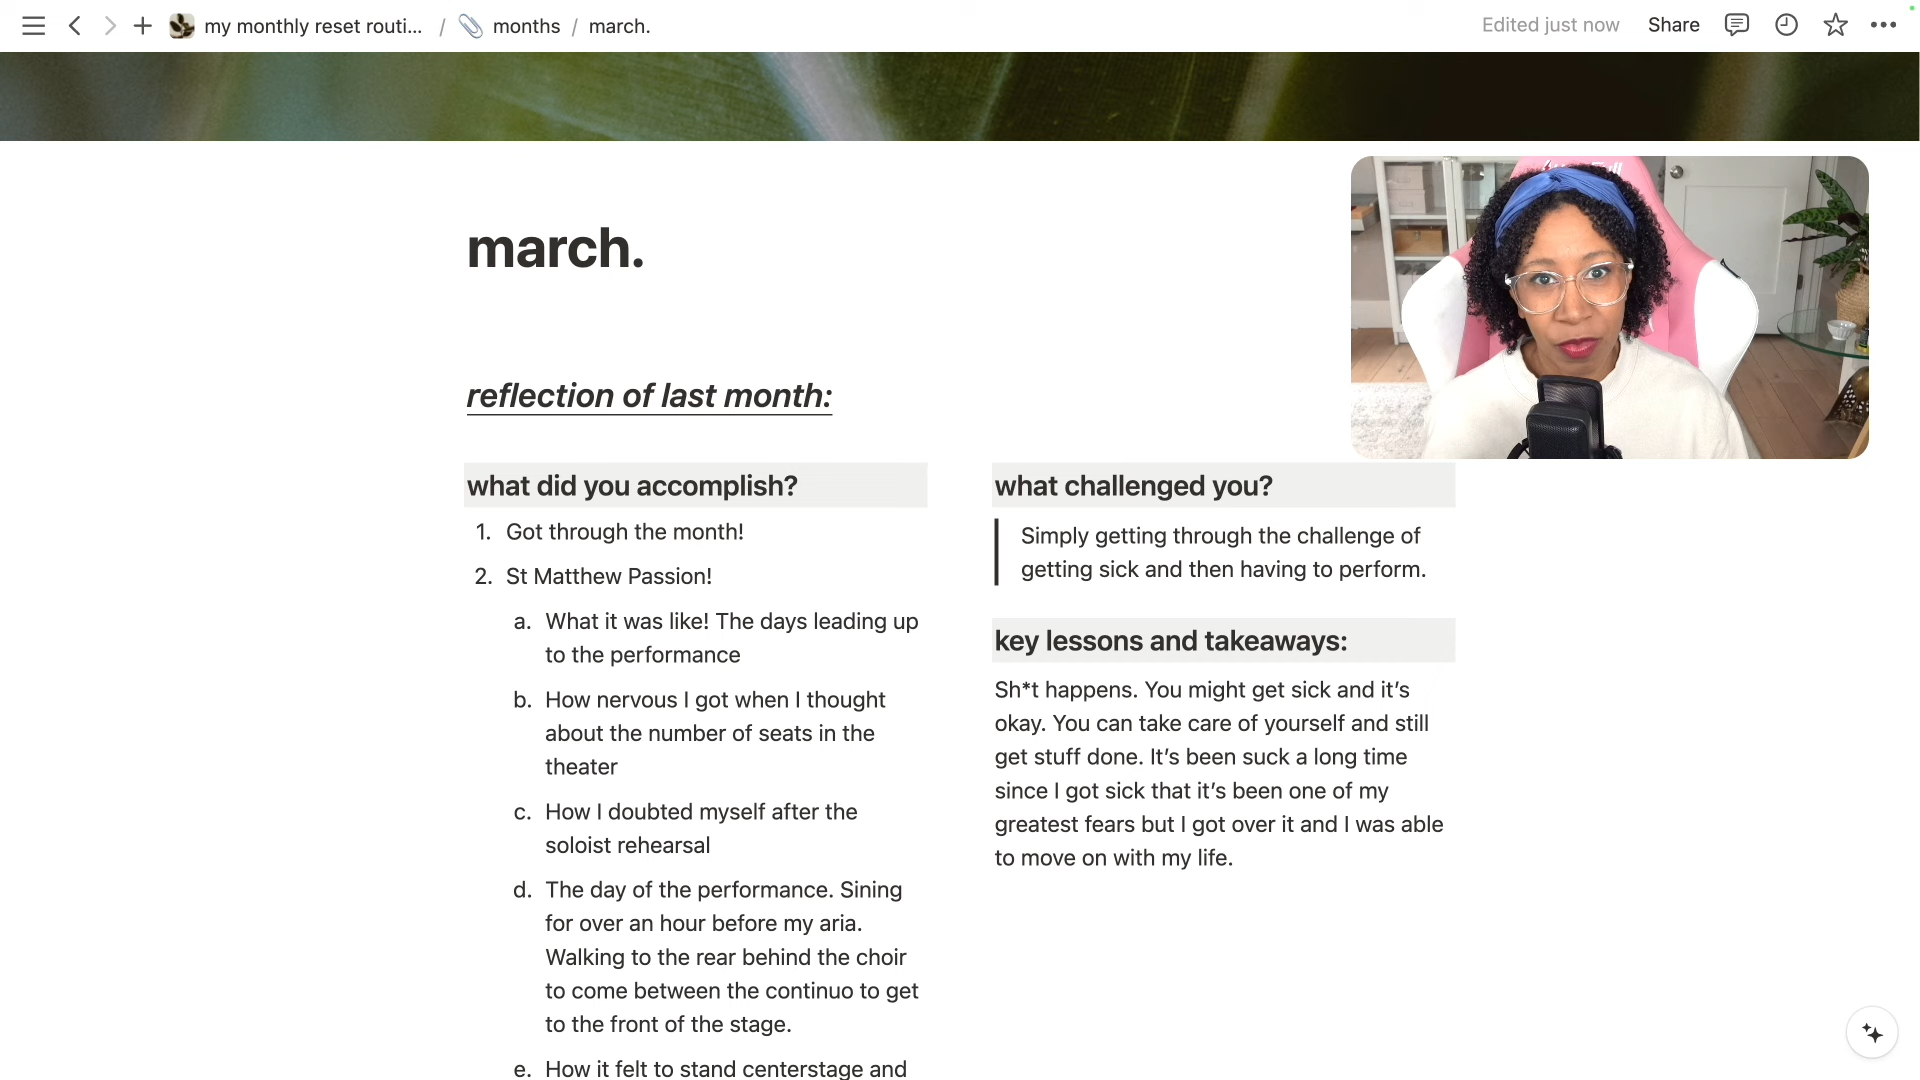 my monthly reset routi... / months / march.
Edited just now Share
march.
reflection of last month:
what did you accomplish?
1. Got through the month!
2. St Matthew Passion!
a. What it was like! The days leading up
to the performance
b. How nervous I got when I thought
about the number of seats in the
theater
c. How I doubted myself after the
soloist rehearsal
d. The day of the performance. Sining
for over an hour before my aria.
Walking to the rear behind the choir
to come between the continuo to get
to the front of the stage.
e. How it felt to stand centerstage and
what challenged you?
Simply getting through the challenge of
getting sick and then having to perform.
key lessons and takeaways:
Sh*t happens. You might get sick and it’s
okay. You can take care of yourself and still
get stuff done. It’s been suck a long time
since I got sick that it’s been one of my
greatest fears but I got over it and I was able
to move on with my life.